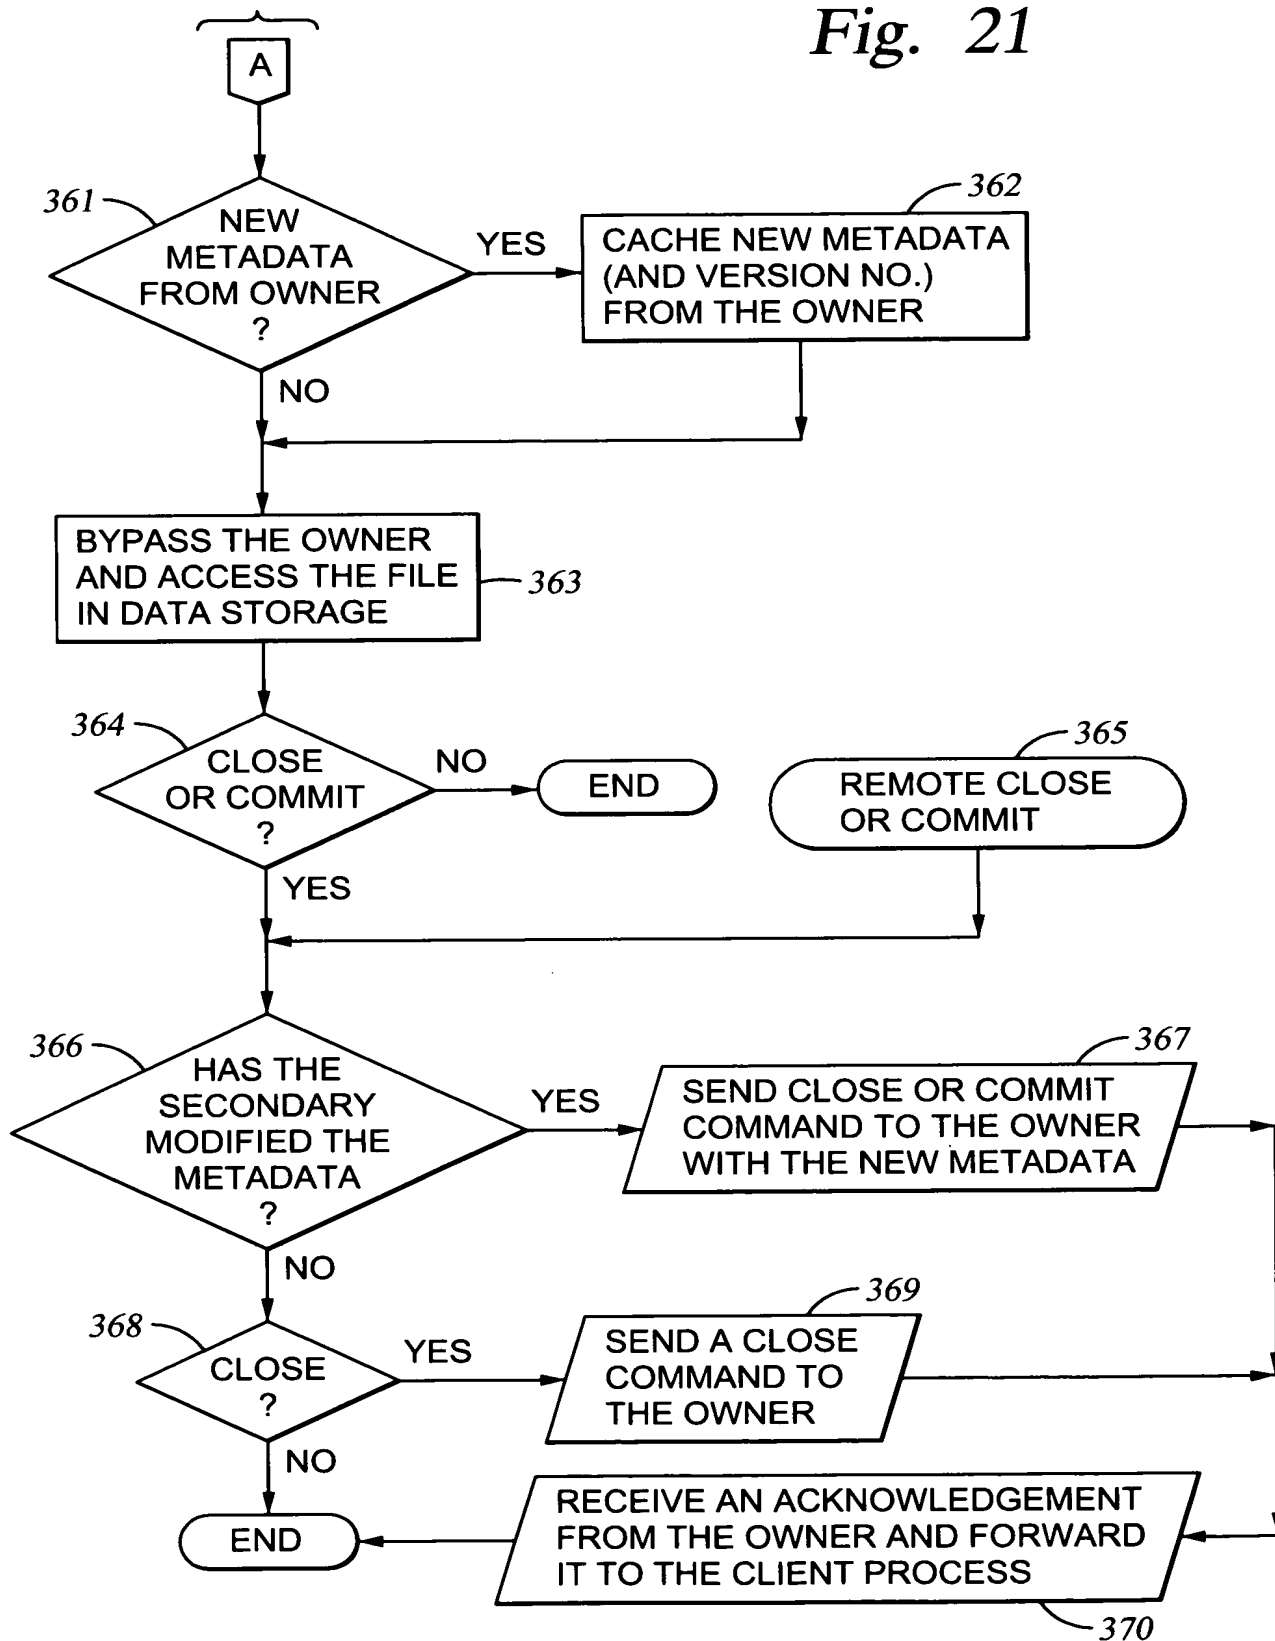 Fig. 21
A
361
NEW
METADATA
FROM OWNER
?
YES
362
CACHE NEW METADATA
(AND VERSION NO.)
FROM THE OWNER
NO
BYPASS THE OWNER
AND ACCESS THE FILE
IN DATA STORAGE
363
364
CLOSE
OR COMMIT
?
NO
END
365
REMOTE CLOSE
OR COMMIT
YES
366
HAS THE
SECONDARY
MODIFIED THE
METADATA
?
YES
367
SEND CLOSE OR COMMIT
COMMAND TO THE OWNER
WITH THE NEW METADATA
NO
368
CLOSE
?
YES
369
SEND A CLOSE
COMMAND TO
THE OWNER
NO
END
RECEIVE AN ACKNOWLEDGEMENT
FROM THE OWNER AND FORWARD
IT TO THE CLIENT PROCESS
370